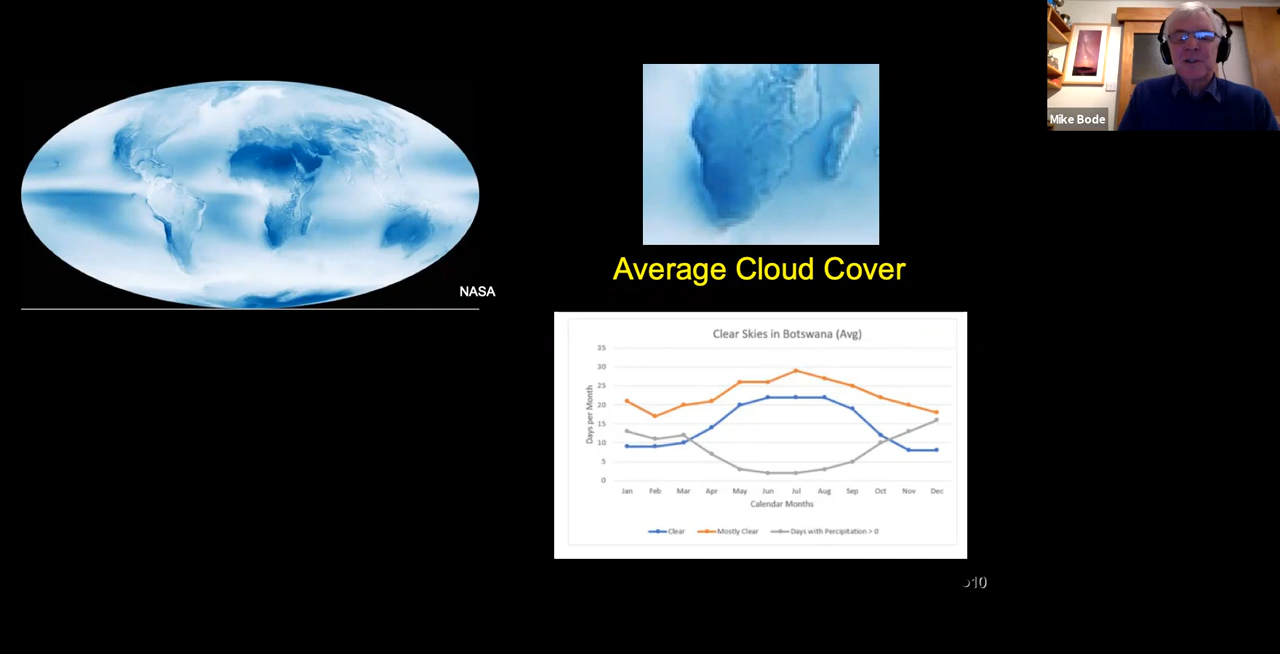 Mike Bode
NASA
Average Cloud Cover
Clear Skies in Botswana (Avg)
35
30
25
20
15
10
5
0
Days per Month
Jan Feb Mar Apr May Jun Jul Aug Sep Oct Nov Dec
Calendar Months
Clear Mostly Clear Days with Percipitation > 0
10